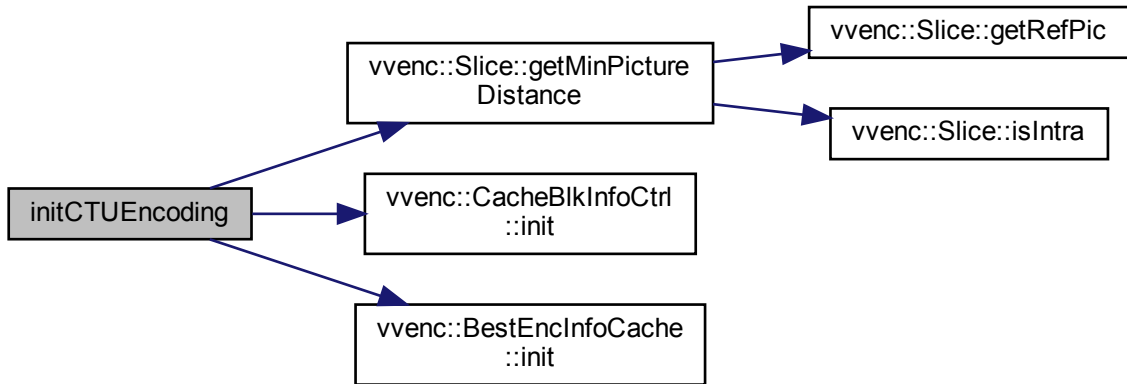 initCTUEncoding
vvenc::Slice::getMinPicture
Distance
vvenc::CacheBlkInfoCtrl
::init
vvenc::BestEncInfoCache
::init
vvenc::Slice::getRefPic
vvenc::Slice::isIntra